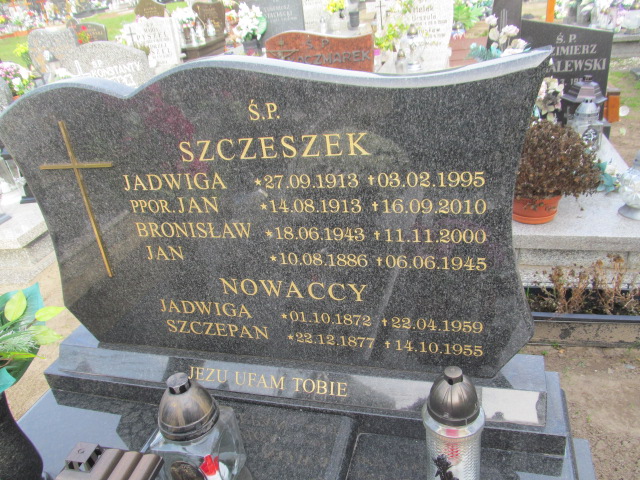 Ś.P.
SZCZESZEK
JADWIGA *27.09.1913 †03.02.1995
PPOR. JAN *14.08.1913 †16.09.2010
BRONISŁAW *18.06.1943 †11.11.2000
JAN *10.08.1886 †06.06.1945
NOWACCY
JADWIGA *01.10.1872 †22.04.1959
SZCZEPAN *22.12.1877 †14.10.1955
JEZU UFAM TOBIE
Ś.P.